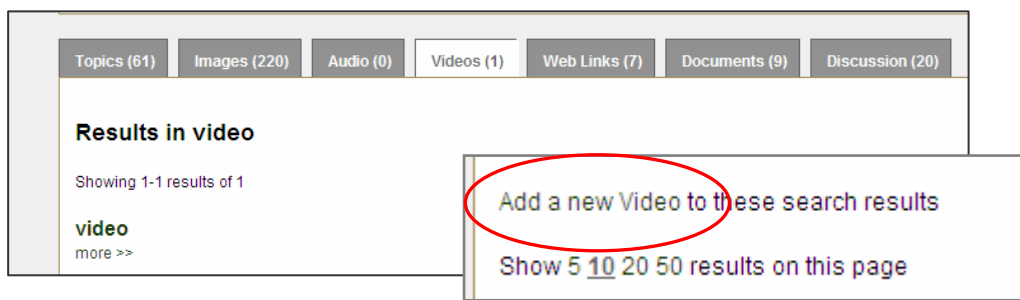 Topics (61) Images (220) Audio (0) Videos (1) Web Links (7) Documents (9) Discussion (20)
Results in video
Showing 1-1 results of 1
video
more >>
Add a new Video to these search results
Show 5 10 20 50 results on this page